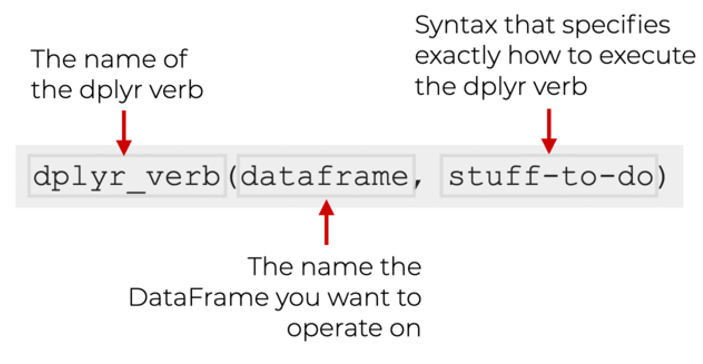 The name of
the dplyr verb
Syntax that specifies
exactly how to execute
the dplyr verb
dplyr_verb(dataframe, stuff-to-do)
The name the
DataFrame you want to
operate on